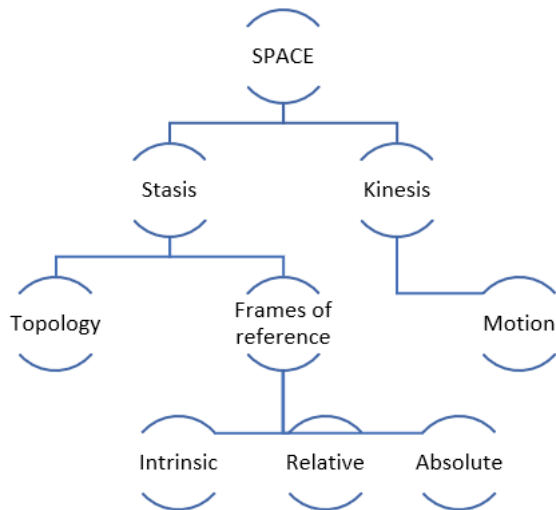 SPACE
Stasis
Kinesis
Topology
Frames of
reference
Motion
Intrinsic
Relative
Absolute